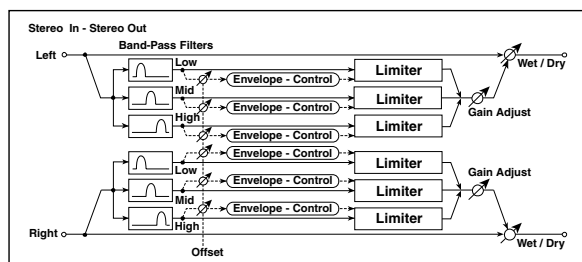 Stereo In - Stereo Out
Left
Band-Pass Filters
Wet / Dry
Low
Envelope - Control
Limiter
Mid
Envelope - Control
Limiter
Gain Adjust
High
Envelope - Control
Limiter
Envelope - Control
Limiter
Low
Gain Adjust
Mid
Envelope - Control
Limiter
Envelope - Control
Limiter
High
Right
Wet / Dry
Offset